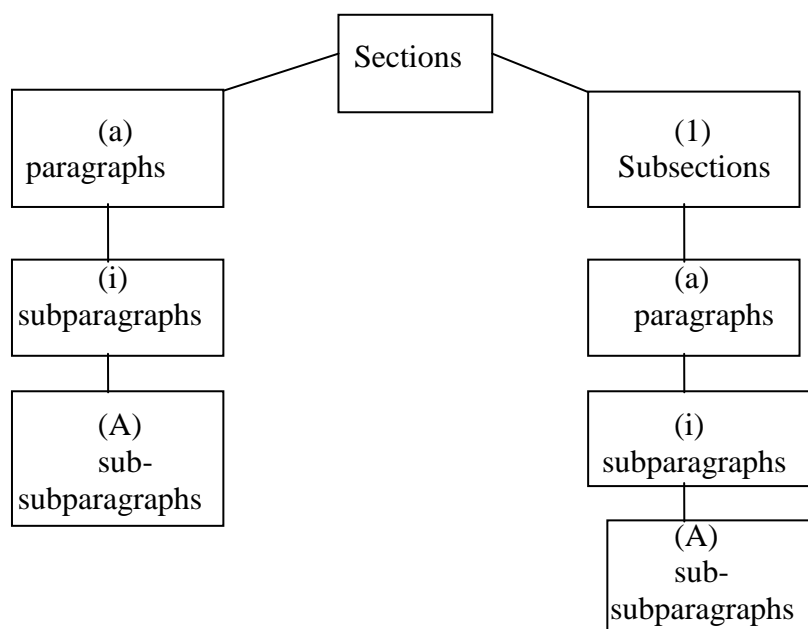 Sections
(a)
paragraphs
(i)
subparagraphs
(A)
sub-
subparagraphs
(1)
Subsections
(a)
paragraphs
(i)
subparagraphs
(A)
sub-
subparagraphs